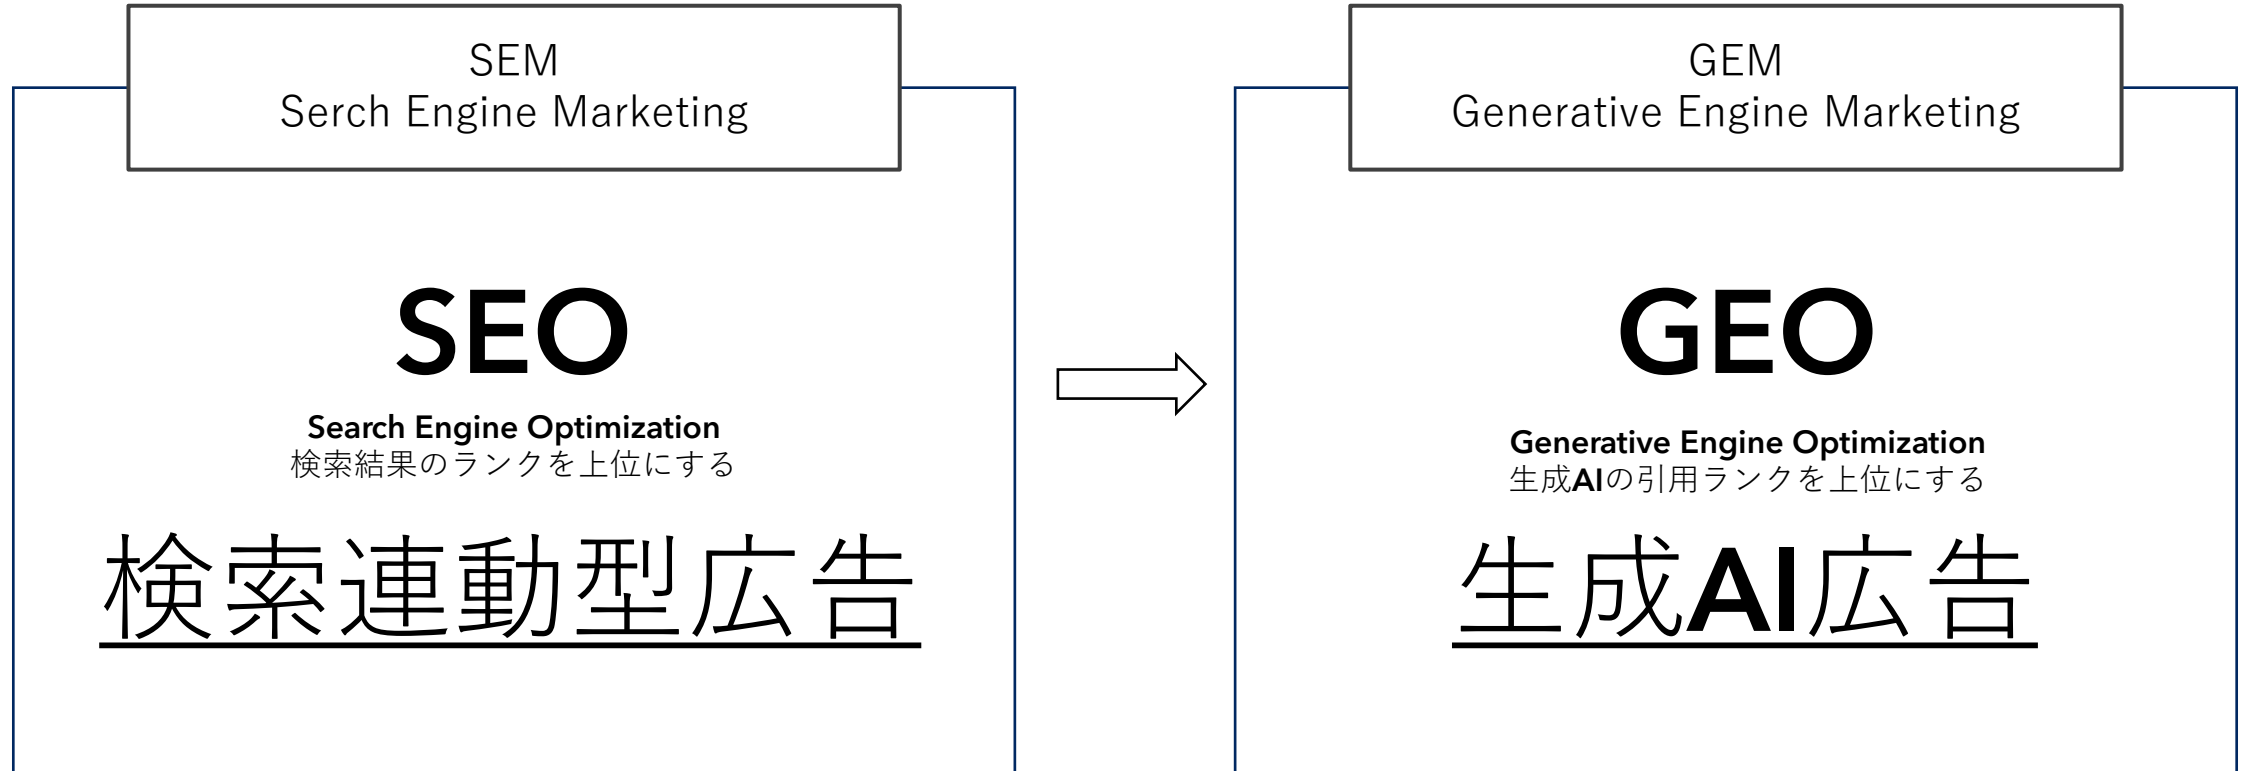 SEM
Serch Engine Marketing
SEO
Search Engine Optimization
検索結果のランクを上位にする
検索連動型広告
GEM
Generative Engine Marketing
GEO
Generative Engine Optimization
生成AIの引用ランクを上位にする
生成AI広告